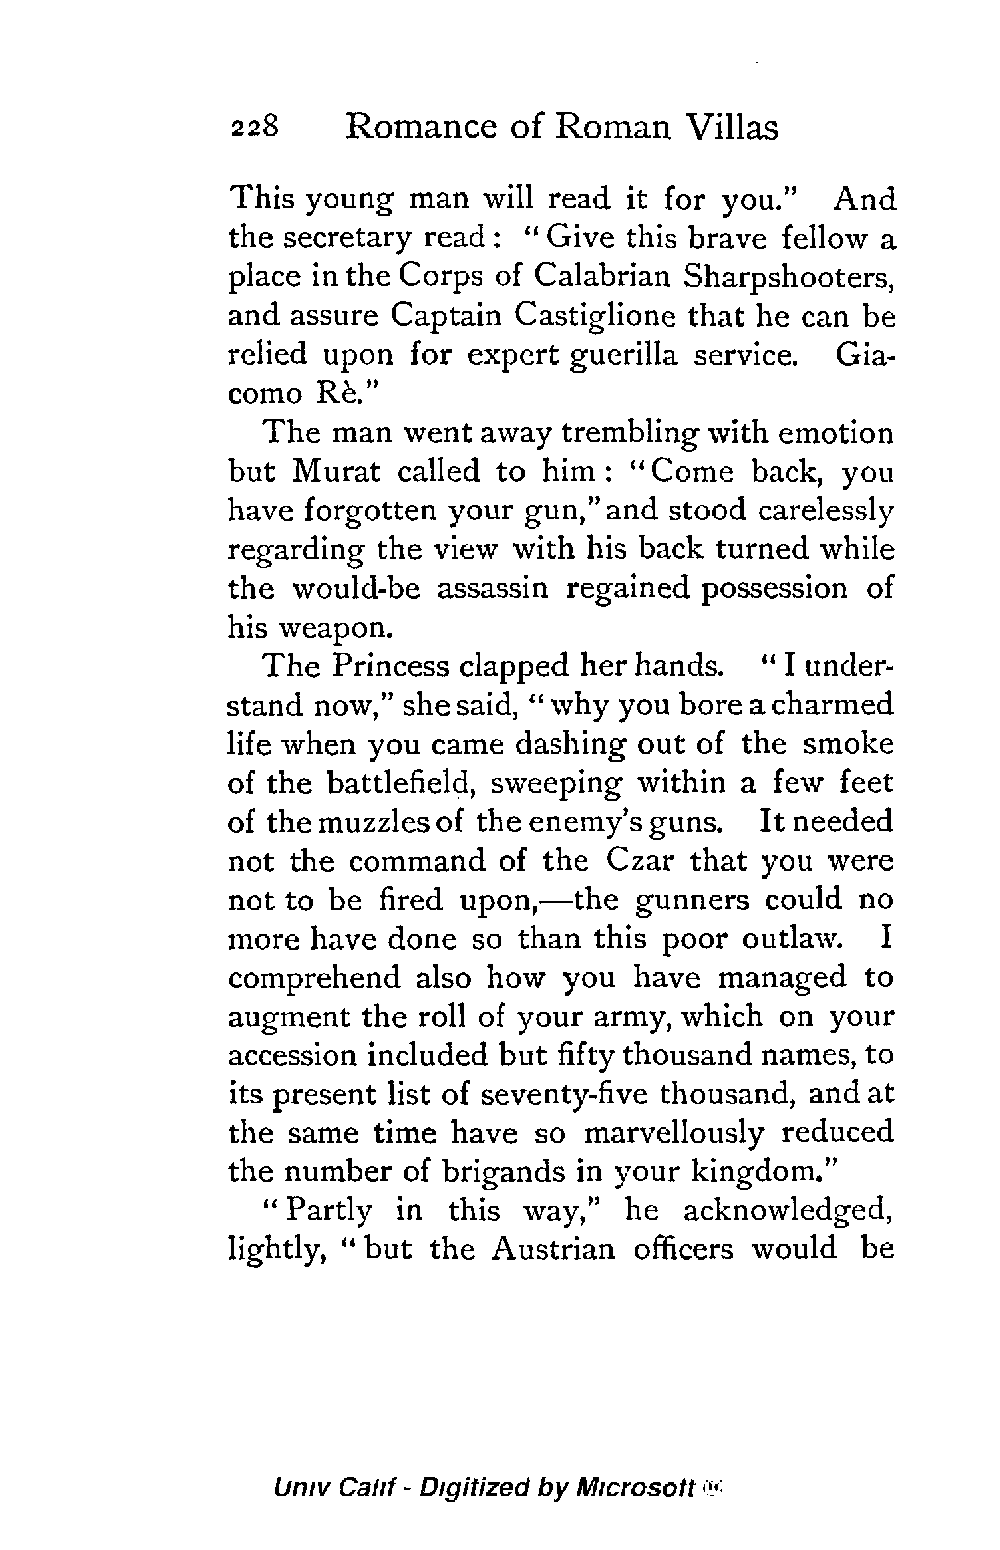 228 Romance of Roman Villas
This young man will read it for you." And
the secretary read: "Give this brave fellow a
place in the Corps of Calabrian Sharpshooters,
and assure Captain Castiglione that he can be
relied upon for expert guerilla service. Gia-
como Rè."
The man went away trembling with emotion
but Murat called to him: "Come back, you
have forgotten your gun," and stood carelessly
regarding the view with his back turned while
the would-be assassin regained possession of
his weapon.
The Princess clapped her hands. "I under-
stand now," she said, "why you bore a charmed
life when you came dashing out of the smoke
of the battlefield, sweeping within a few feet
of the muzzles of the enemy's guns. It needed
not the command of the Czar that you were
not to be fired upon,—the gunners could no
more have done so than this poor outlaw. I
comprehend also how you have managed to
augment the roll of your army, which on your
accession included but fifty thousand names, to
its present list of seventy-five thousand, and at
the same time have so marvellously reduced
the number of brigands in your kingdom."
"Partly in this way," he acknowledged,
lightly, "but the Austrian officers would be
Univ Calif - Digitized by Microsoft ®